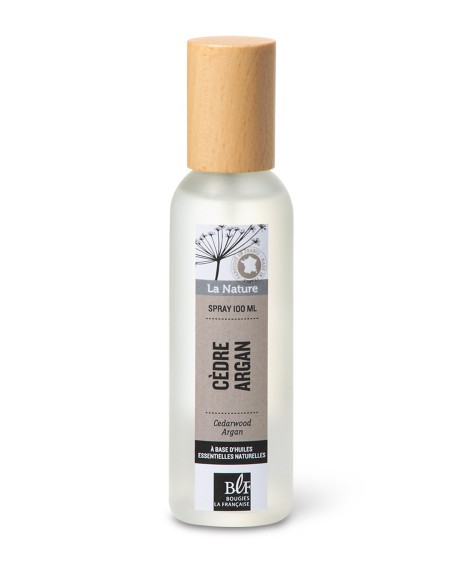 La Nature
SPRAY 100 ML
CÈDRE
ARGAN
Cedarwood
Argan
À BASE D'HUILES
ESSENTIELLES NATURELLES
BLF
BOUGIES
LA FRANÇAISE